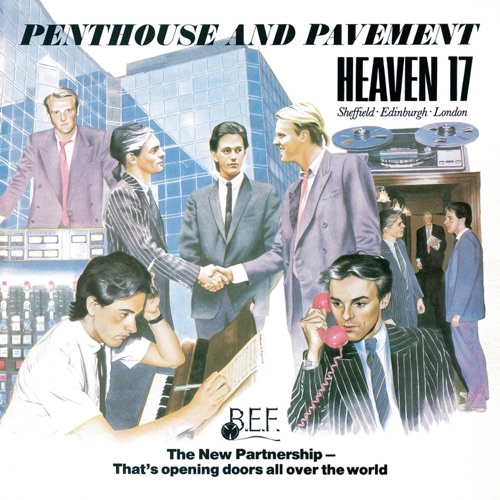 PENTHOUSE AND PAVEMENT
HEAVEN 17
Sheffield · Edinburgh · London
B.E.F.
The New Partnership –
That's opening doors all over the world